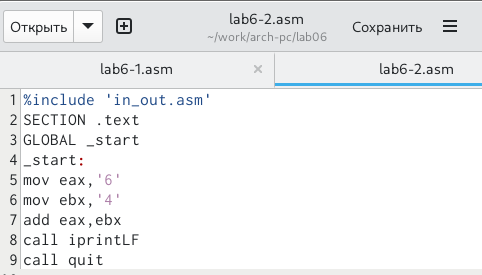 Открыть
lab6-2.asm
~/work/arch-pc/lab06
Сохранить
lab6-1.asm
lab6-2.asm
1 %include 'in_out.asm'
2 SECTION .text
3 GLOBAL _start
4 _start:
5 mov eax,'6'
6 mov ebx,'4'
7 add eax,ebx
8 call iprintLF
9 call quit